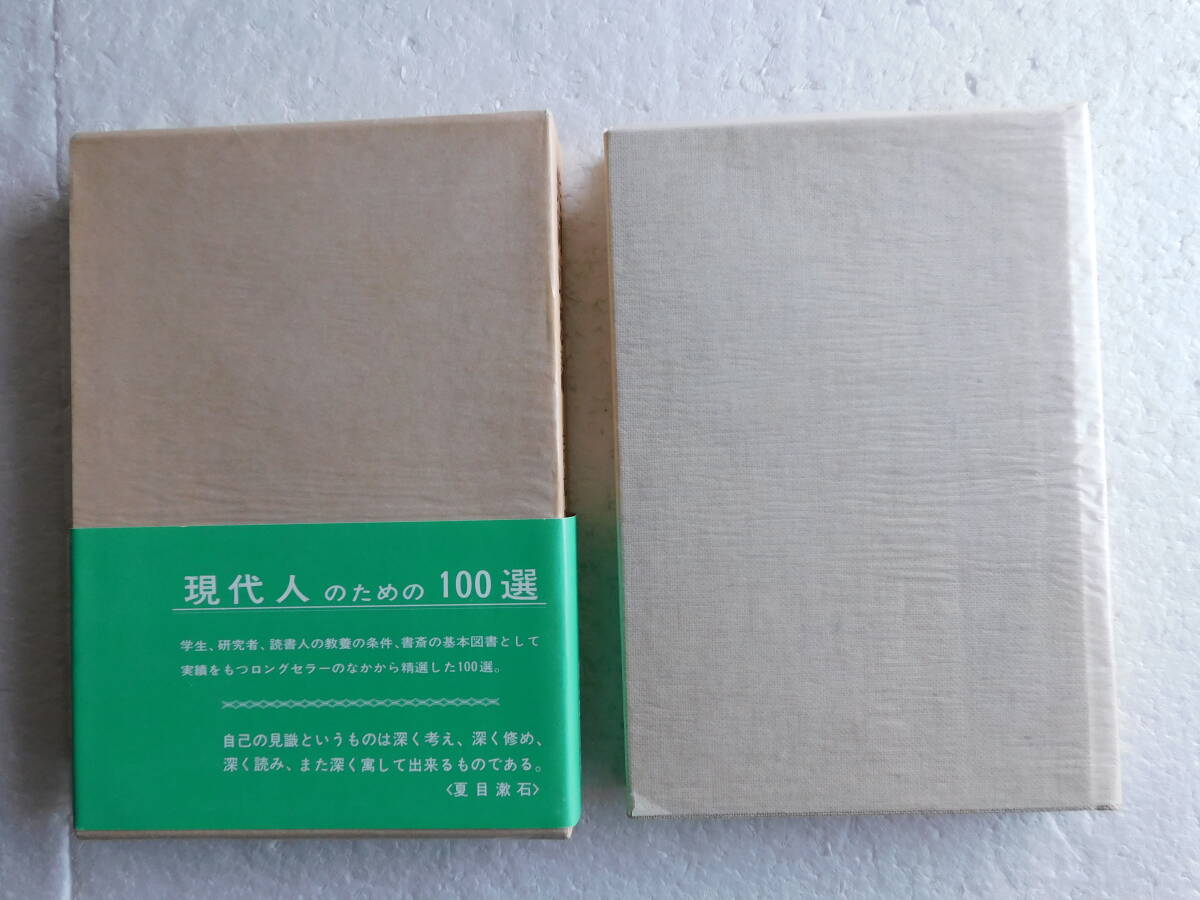 現代人のための100選
学生、研究者、読書人の教養の条件、書斎の基本図書として
実績をもつロングセラーのなかから精選した100選。
自己の見識というものは深く考え、深く修め、
深く読み、また深く寓して出来るものである。
〈夏目漱石〉